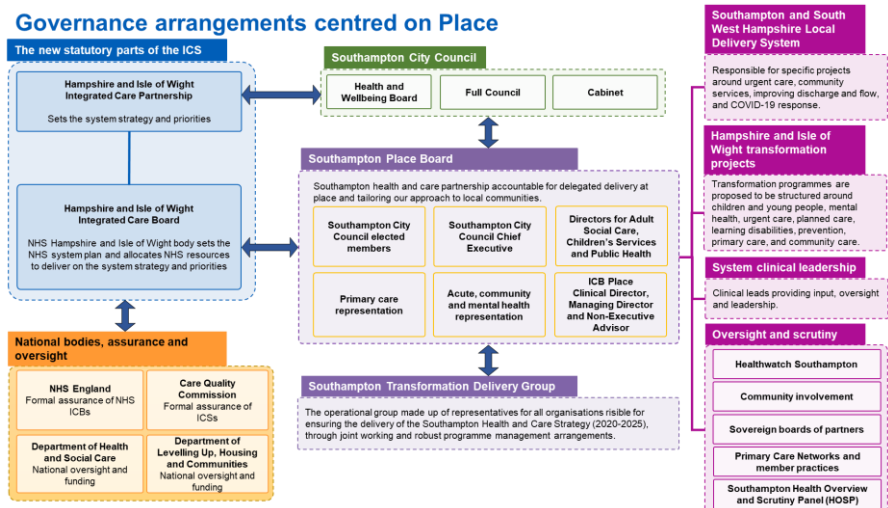 Governance arrangements centred on Place
The new statutory parts of the ICS
Hampshire and Isle of Wight
Integrated Care Partnership
Sets the system strategy and priorities
Hampshire and Isle of Wight
Integrated Care Board
NHS Hampshire and Isle of Wight body sets the
NHS system plan and allocates NHS resources
to deliver on the system strategy and priorities
National bodies, assurance and
oversight
NHS England
Formal assurance of NHS
ICBs
Care Quality
Commission
Formal assurance of
ICSs
Department of Health
and Social Care
National oversight and
funding
Department of
Levelling Up, Housing
and Communities
National oversight and
funding
Southampton City Council
Health and
Wellbeing Board
Full Council
Cabinet
Southampton Place Board
Southampton health and care partnership accountable for delegated delivery at
place and tailoring our approach to local communities.
Southampton City
Council elected
members
Southampton City
Council Chief
Executive
Directors for Adult
Social Care,
Children's Services
and Public Health
Primary care
representation
Acute, community
and mental health
representation
ICB Place
Clinical Director,
Managing Director
and Non-Executive
Advisor
Southampton Transformation Delivery Group
The operational group made up of representatives for all organisations risible for
ensuring the delivery of the Southampton Health and Care Strategy (2020-2025),
through joint working and robust programme management arrangements.
Southampton and South
West Hampshire Local
Delivery System
Responsible for specific projects
around urgent care, community
services, improving discharge and flow,
and COVID-19 response.
Hampshire and Isle of
Wight transformation
projects
Transformation programmes are
proposed to be structured around
children and young people, mental
health, urgent care, planned care,
learning disabilities, prevention,
primary care, and community care.
System clinical leadership
Clinical leads providing input, oversight
and leadership.
Oversight and scrutiny
Healthwatch Southampton
Community involvement
Sovereign boards of partners
Primary Care Networks and
member practices
Southampton Health Overview
and Scrutiny Panel (HOSP)